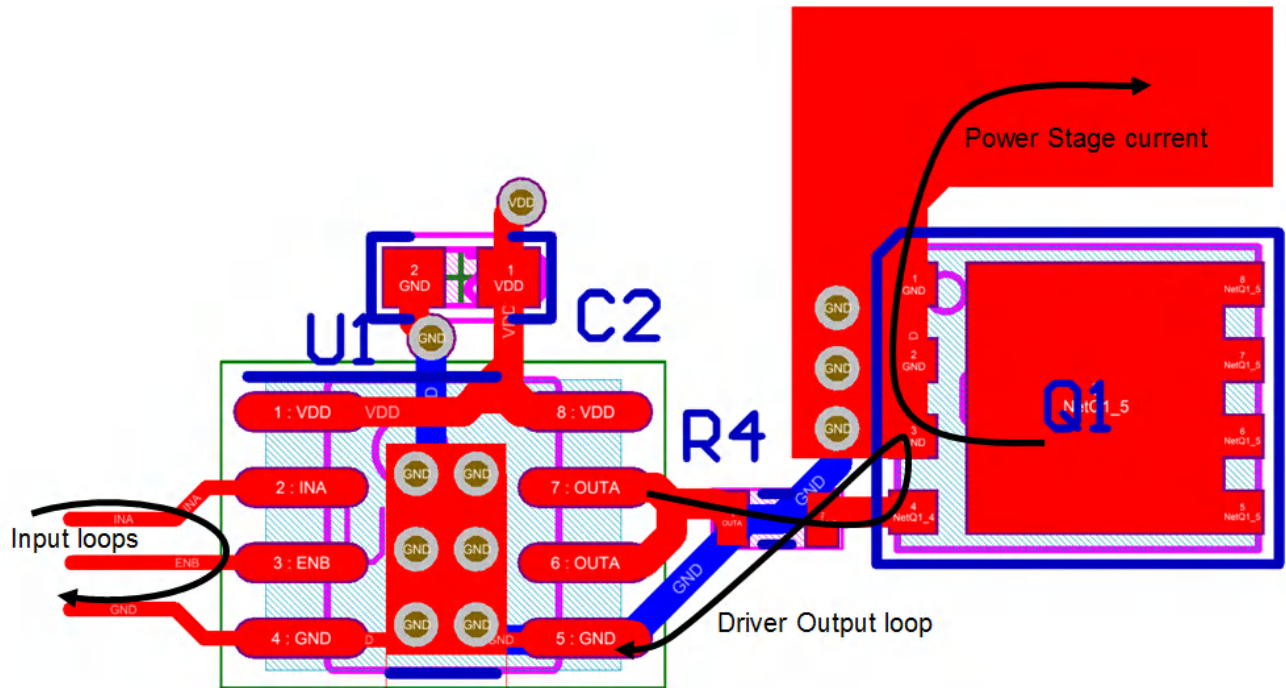 Power Stage current
VDD
2
GND
1
VDD
VDD
C2
U1
GND
1 : VDD
VDD
8 : VDD
R4
GND
GND
GND
1
GND
2
GND
3
4
NetQ1_4
Q1
NetQ1_5
8
NetQ1_5
7
NetQ1_5
6
NetQ1_5
5
NetQ1_5
2 : INA
INA
INA
GND
GND
7 : OUTA
OUTA
GND
Input loops
ENB
3 : ENB
GND
GND
6 : OUTA
GND
GND
4 : GND
GND
GND
GND
5 : GND
Driver Output loop